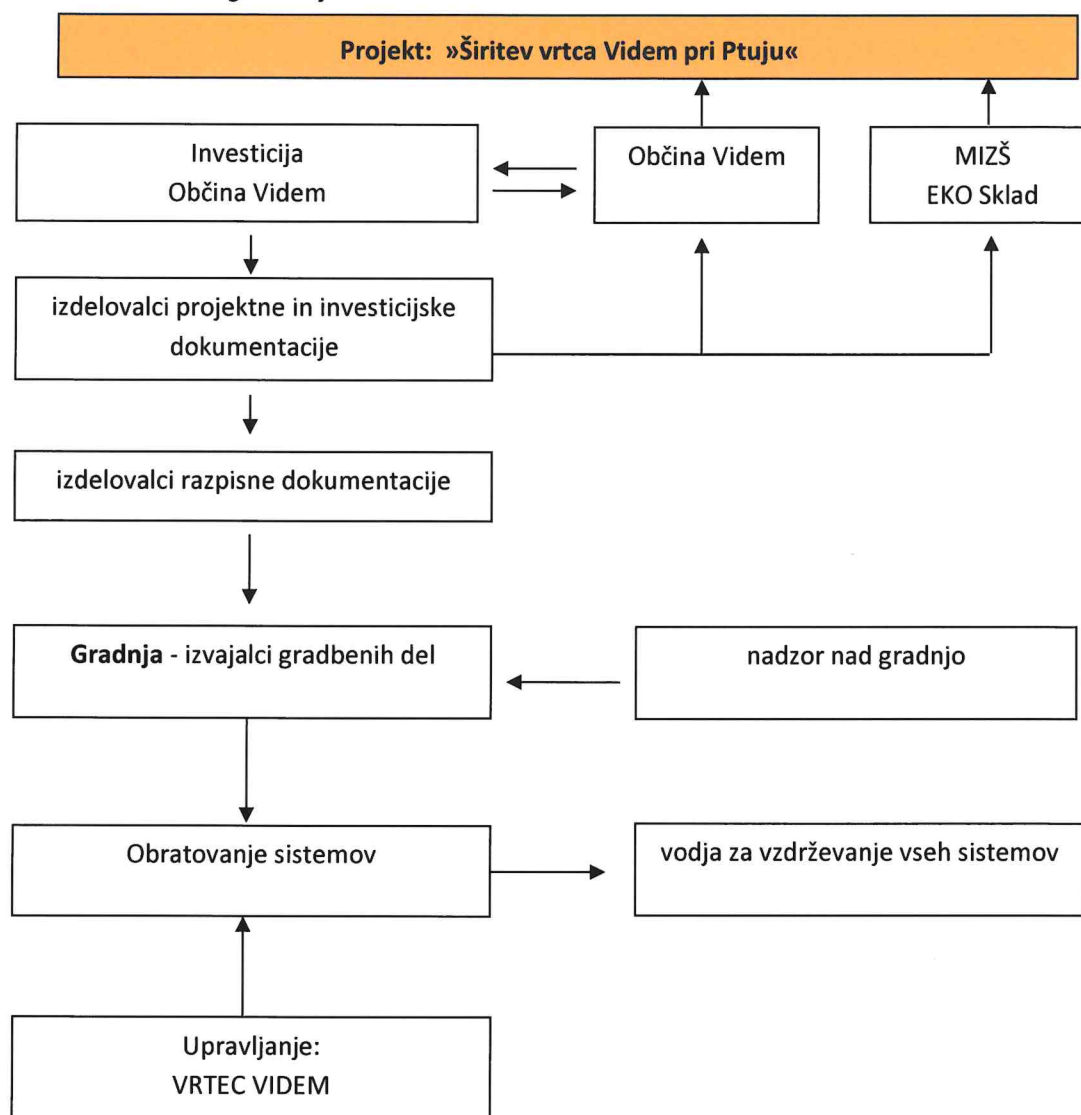 Projekt: »Širitev vrtca Videm pri Ptuju«
Investicija
Občina Videm
Občina Videm
MIZŠ
EKO Sklad
izdelovalci projektne in investicijske
dokumentacije
izdelovalci razpisne dokumentacije
Gradnja - izvajalci gradbenih del
nadzor nad gradnjo
Obratovanje sistemov
vodja za vzdrževanje vseh sistemov
Upravljanje:
VRTEC VIDEM